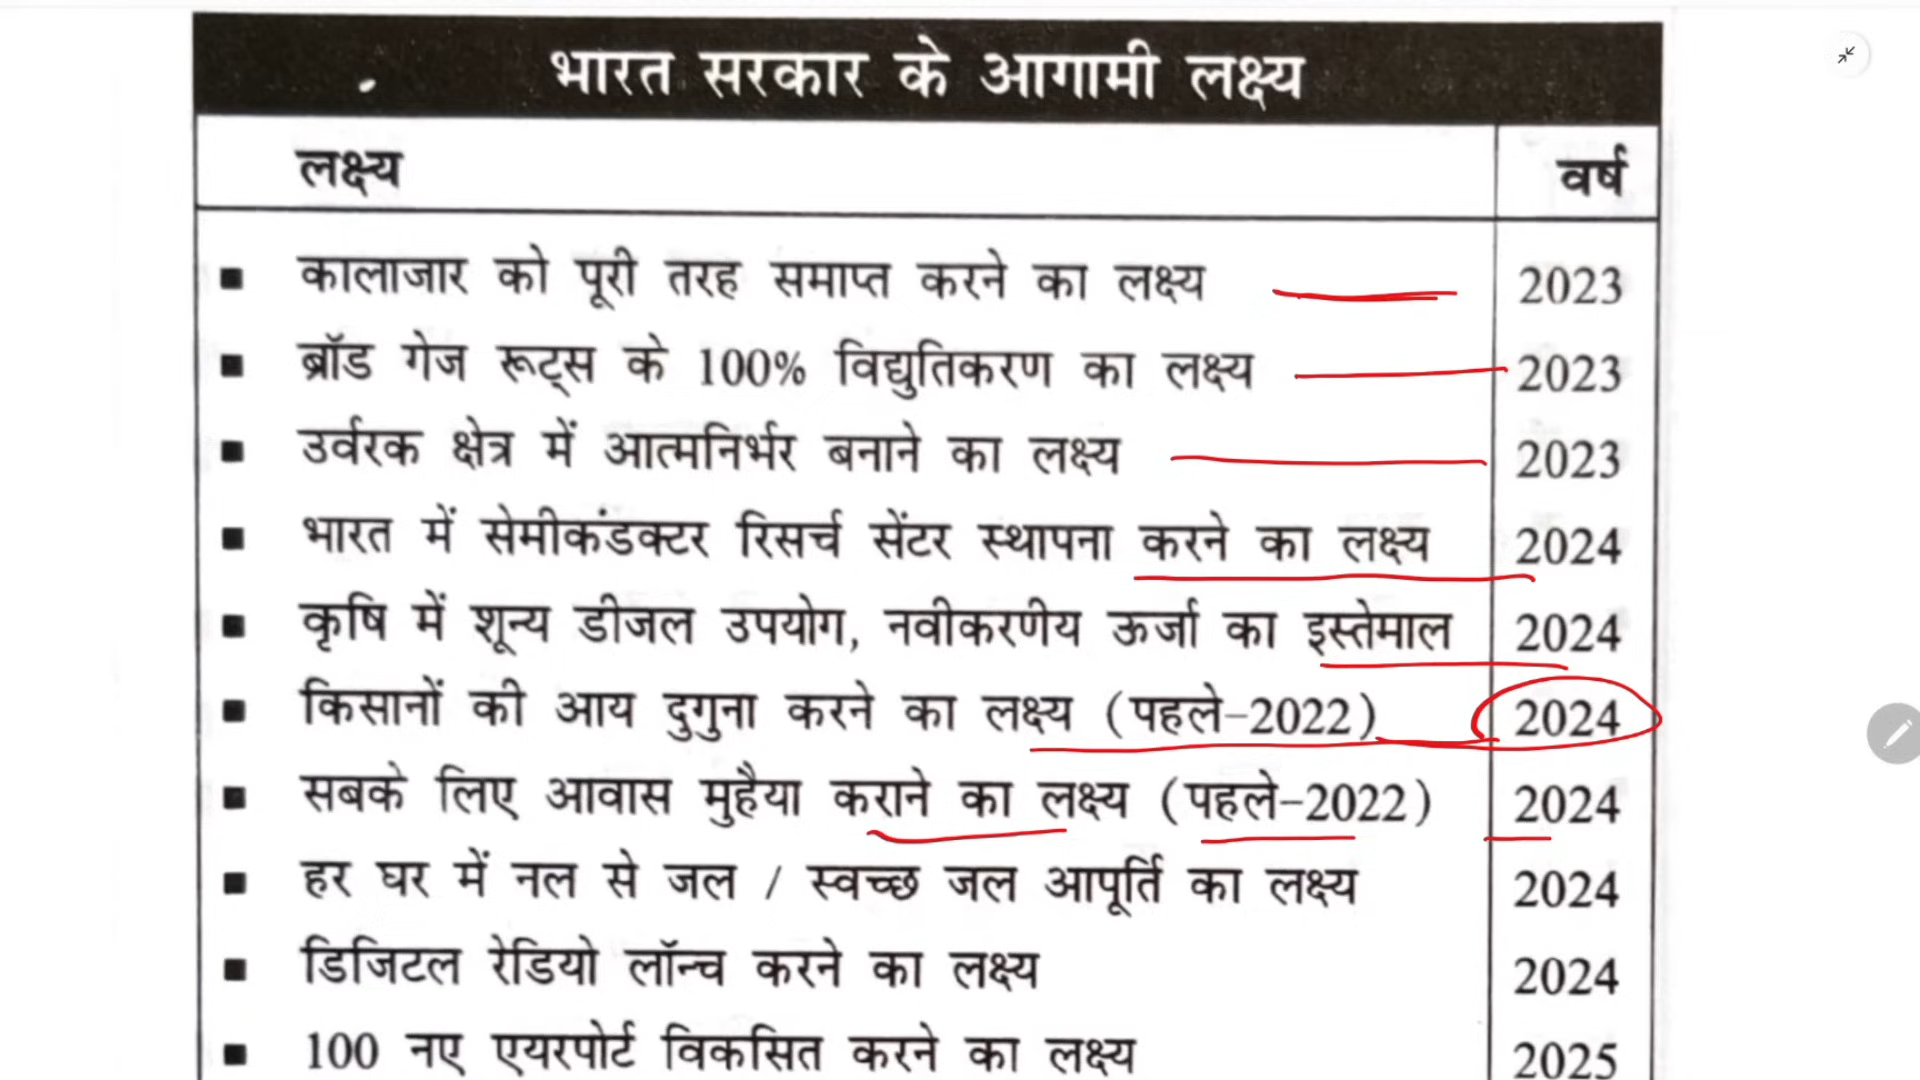 भारत सरकार के आगामी लक्ष्य
लक्ष्य वर्ष
▪ कालाजार को पूरी तरह समाप्त करने का लक्ष्य 2023
▪ ब्रॉड गेज रूट्स के 100% विद्युतिकरण का लक्ष्य 2023
▪ उर्वरक क्षेत्र में आत्मनिर्भर बनाने का लक्ष्य 2023
▪ भारत में सेमीकंडक्टर रिसर्च सेंटर स्थापना करने का लक्ष्य 2024
▪ कृषि में शून्य डीजल उपयोग, नवीकरणीय ऊर्जा का इस्तेमाल 2024
▪ किसानों की आय दुगुना करने का लक्ष्य (पहले-2022) 2024
▪ सबके लिए आवास मुहैया कराने का लक्ष्य (पहले-2022) 2024
▪ हर घर में नल से जल / स्वच्छ जल आपूर्ति का लक्ष्य 2024
▪ डिजिटल रेडियो लॉन्च करने का लक्ष्य 2024
▪ 100 नए एयरपोर्ट विकसित करने का लक्ष्य 2025